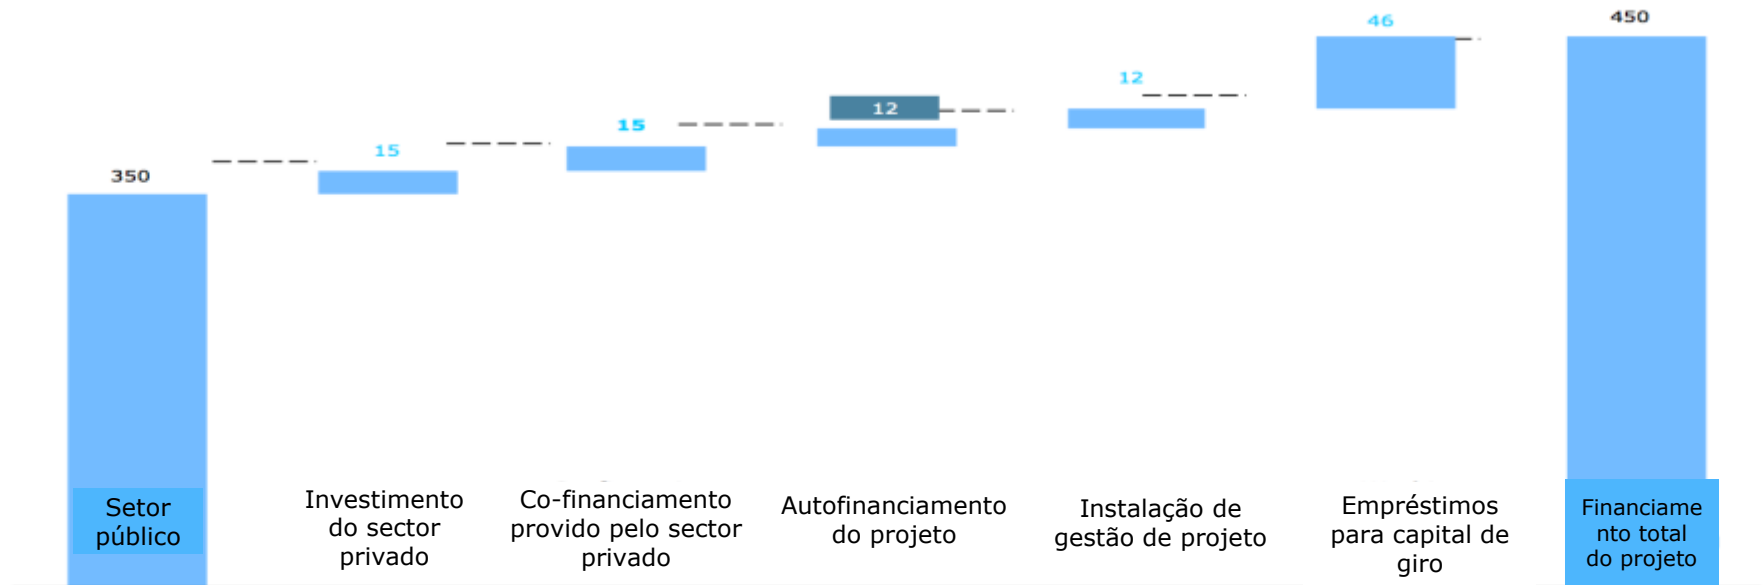 350
15
15
12
12
46
450
Setor
público
Investimento
do sector
privado
Co-financiamento
provido pelo sector
privado
Autofinanciamento
do projeto
Instalação de
gestão de projeto
Empréstimos
para capital de
giro
Financiame
nto total
do projeto